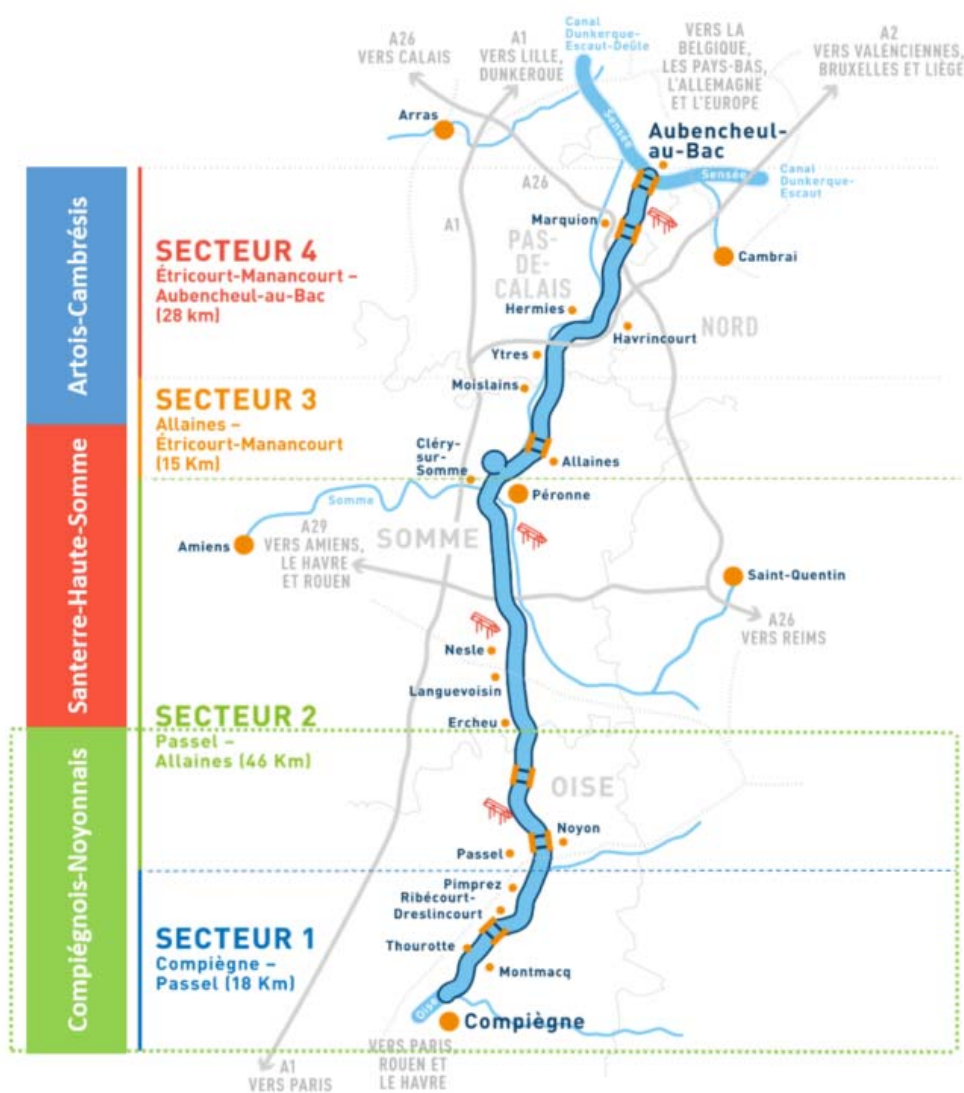 A26
VERS CALAIS
A1
VERS LILLE,
DUNKERQUE
Canal
Dunkerque-
Escaut-Deûle
VERS LA
BELGIQUE,
LES PAYS-BAS,
L'ALLEMAGNE
ET L'EUROPE
A2
VERS VALENCIENNES,
BRUXELLES ET LIÈGE
Arras
Sensée
Aubencheul-
au-Bac
Sensée
Canal
Dunkerque-
Escaut
A26
A1
Marquion
Cambrai
PAS-
DE-
CALAIS
NORD
Artois-Cambrésis
SECTEUR 4
Étricourt-Manancourt –
Aubencheul-au-Bac
(28 km)
Hermies
Havrincourt
Ytres
Moislains
SECTEUR 3
Allaines –
Étricourt-Manancourt
(15 Km)
Cléry-
sur-
Somme
Allaines
Péronne
Santerre-Haute-Somme
Somme
Amiens
A29
VERS AMIENS,
LE HAVRE
ET ROUEN
SOMME
Saint-Quentin
A26
VERS REIMS
Nesle
Languevoisin
Ercheu
SECTEUR 2
Passel –
Allaines (46 Km)
OISE
Noyon
Passel
Compiégnois-Noyonnais
Pimprez
Ribécourt-
Dreslincourt
Thourotte
Montmacq
SECTEUR 1
Compiègne –
Passel (18 Km)
Oise
Compiègne
VERS PARIS,
ROUEN ET
LE HAVRE
A1
VERS PARIS